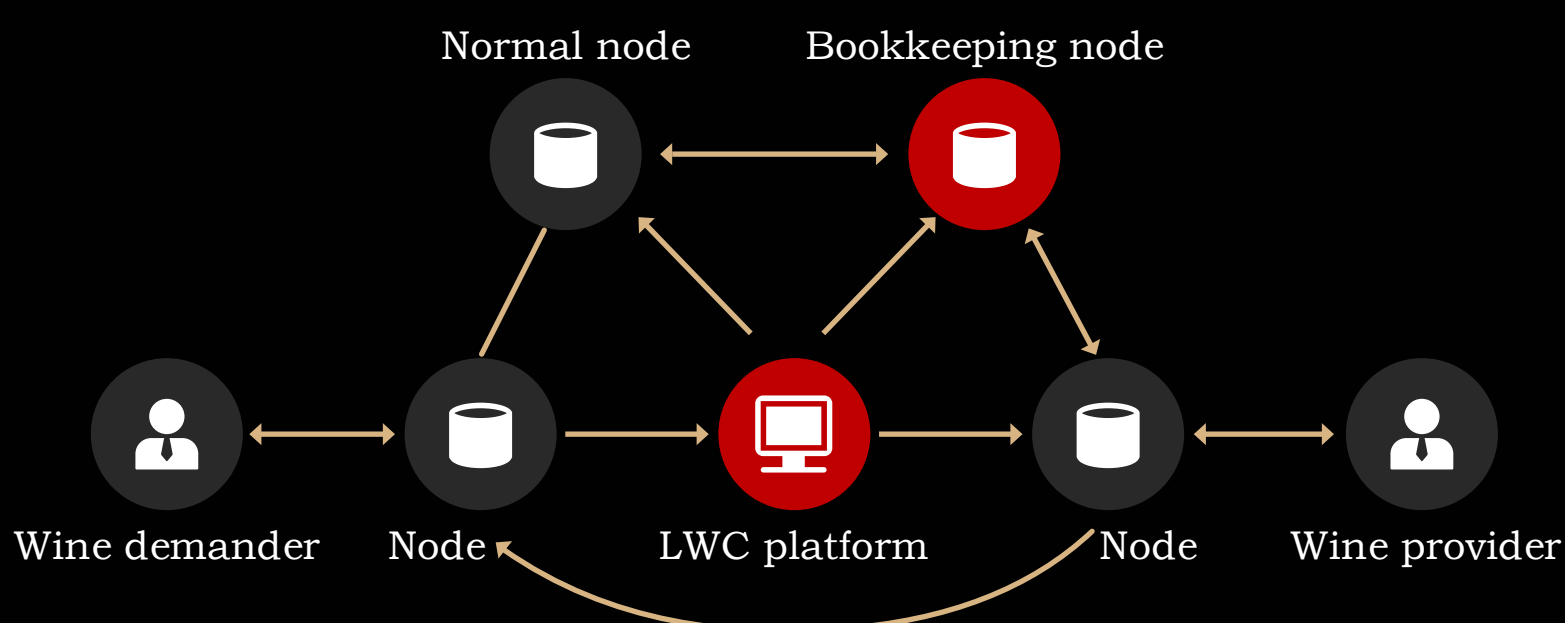 Normal node
Bookkeeping node
Wine demander
Node
LWC platform
Node
Wine provider